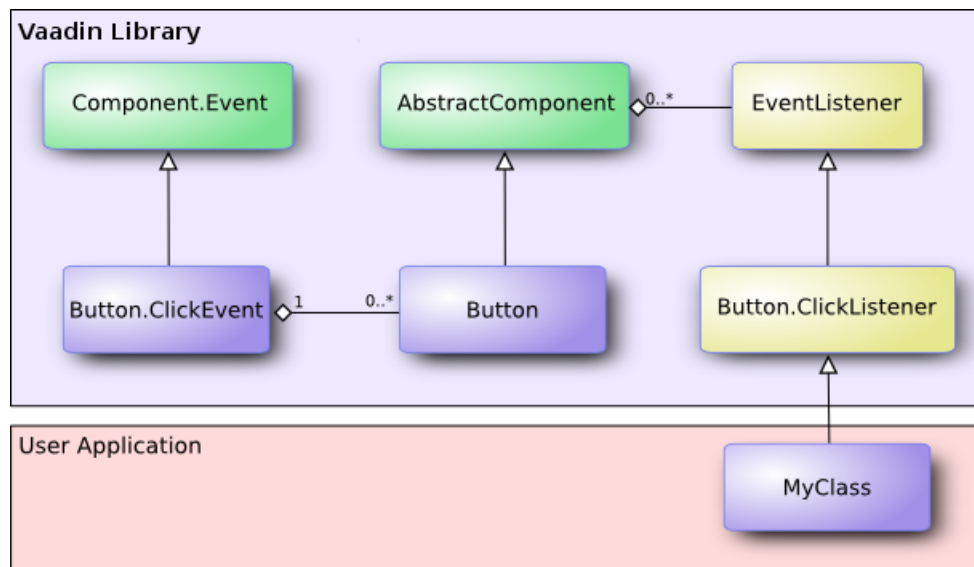 Vaadin Library
Component.Event
AbstractComponent
0..*
EventListener
Button.ClickEvent
1
0..*
Button
Button.ClickListener
User Application
MyClass